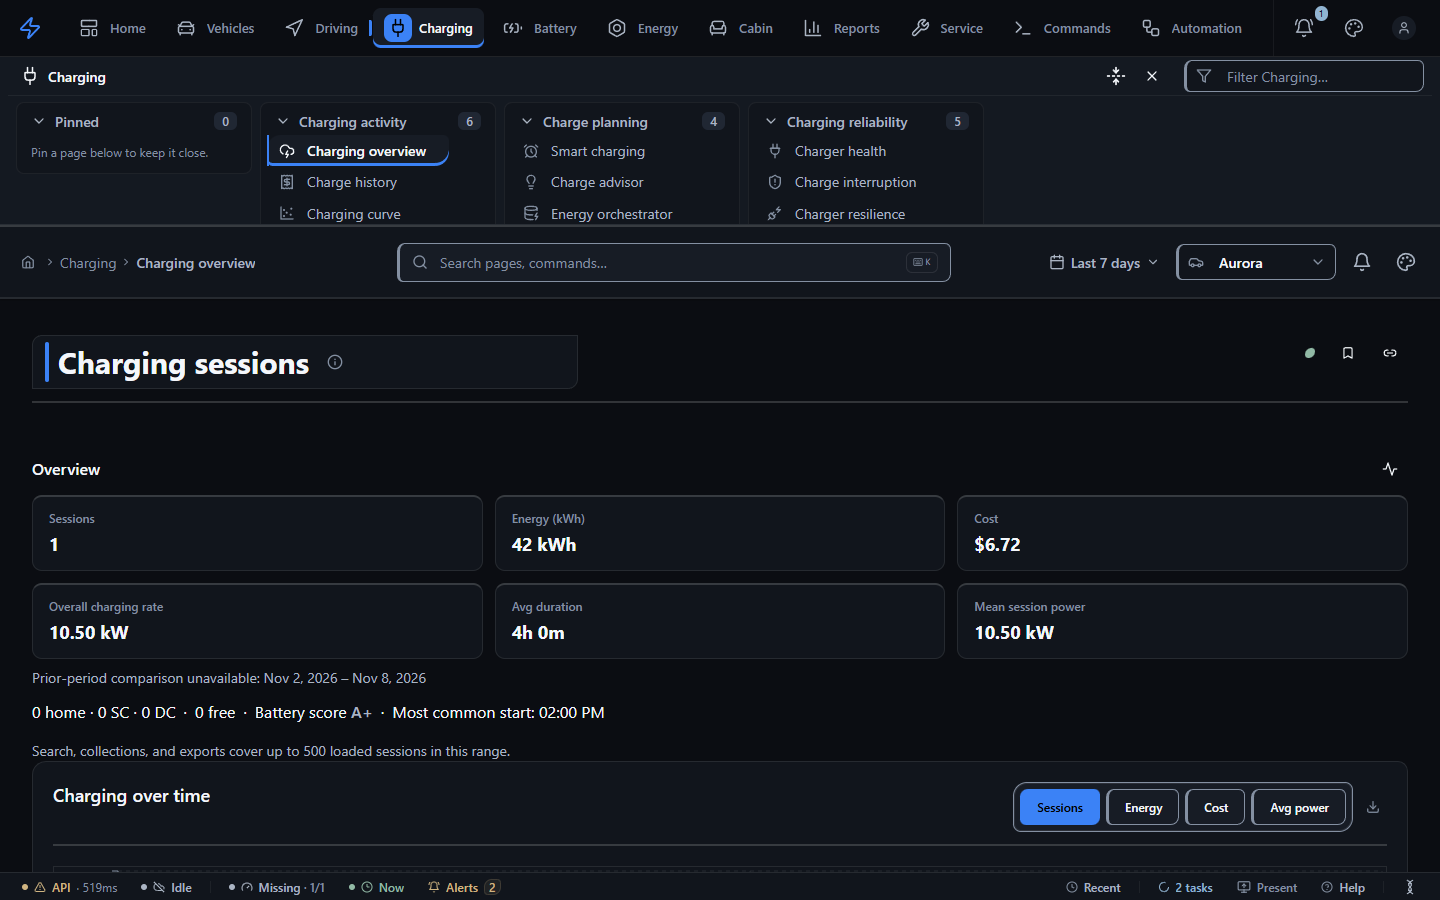 Home Vehicles Driving Charging Battery Energy Cabin Reports Service Commands Automation 1
Charging Filter Charging...
Pinned 0
Pin a page below to keep it close.
Charging activity 6
Charging overview
Charge history
Charging curve
Charge planning 4
Smart charging
Charge advisor
Energy orchestrator
Charging reliability 5
Charger health
Charge interruption
Charger resilience
Charging Charging overview Search pages, commands... K Last 7 days Aurora
Charging sessions
Overview
Sessions
1
Energy (kWh)
42 kWh
Cost
$6.72
Overall charging rate
10.50 kW
Avg duration
4h 0m
Mean session power
10.50 kW
Prior-period comparison unavailable: Nov 2, 2026 – Nov 8, 2026
0 home · 0 SC · 0 DC · 0 free · Battery score A+ · Most common start: 02:00 PM
Search, collections, and exports cover up to 500 loaded sessions in this range.
Charging over time Sessions Energy Cost Avg power
API · 519ms Idle Missing · 1/1 Now Alerts 2 Recent 2 tasks Present Help